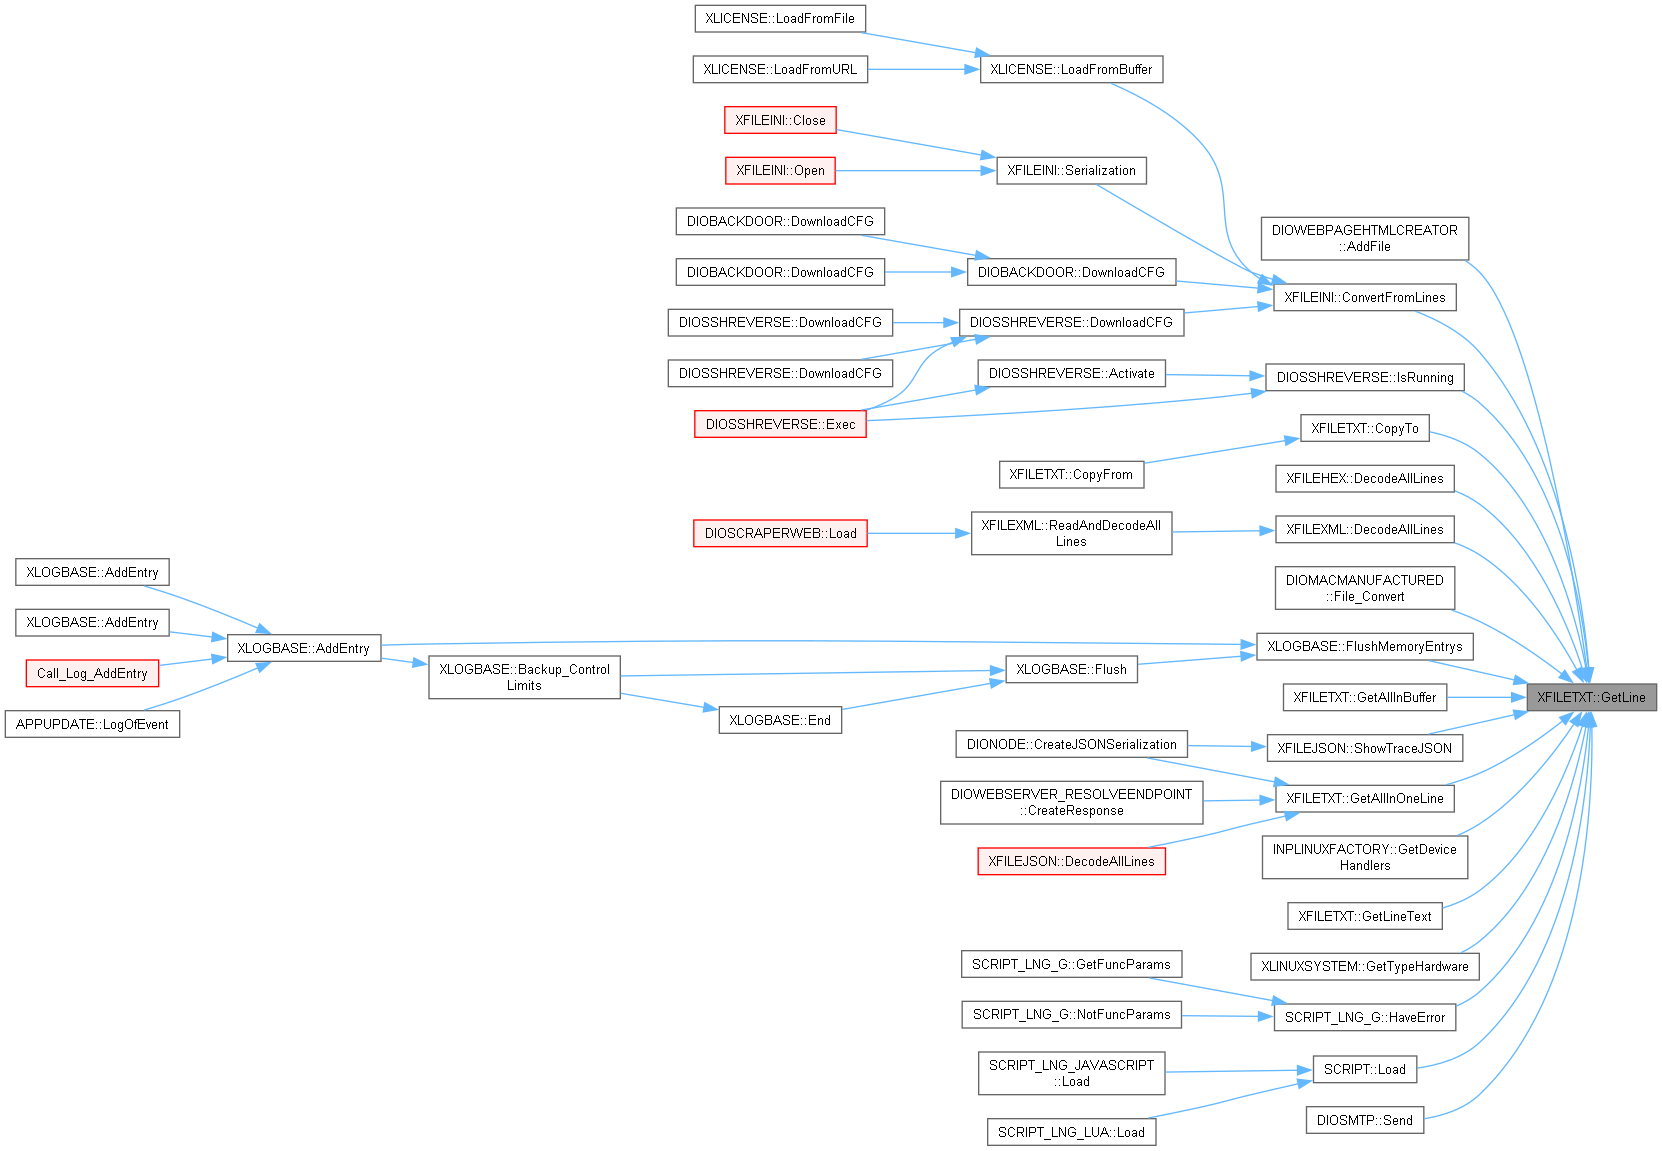 XLICENSE::LoadFromFile
XLICENSE::LoadFromURL
XLICENSE::LoadFromBuffer
XFILEINI::Close
XFILEINI::Open
XFILEINI::Serialization
DIOBACKDOOR::DownloadCFG
DIOBACKDOOR::DownloadCFG
DIOBACKDOOR::DownloadCFG
DIOWEBPAGEHTMLCREATOR
::AddFile
XFILEINI::ConvertFromLines
DIOSSHREVERSE::DownloadCFG
DIOSSHREVERSE::DownloadCFG
DIOSSHREVERSE::DownloadCFG
DIOSSHREVERSE::Activate
DIOSSHREVERSE::IsRunning
DIOSSHREVERSE::Exec
XFILETXT::CopyTo
XFILETXT::CopyFrom
XFILEHEX::DecodeAllLines
DIOSCRAPERWEB::Load
XFILEXML::ReadAndDecodeAll
Lines
XFILEXML::DecodeAllLines
DIOMACMANUFACTURED
::File_Convert
XLOGBASE::AddEntry
XLOGBASE::AddEntry
Call_Log_AddEntry
APPUPDATE::LogOfEvent
XLOGBASE::AddEntry
XLOGBASE::Backup_Control
Limits
XLOGBASE::Flush
XLOGBASE::End
XLOGBASE::FlushMemoryEntrys
XFILETXT::GetAllInBuffer
XFILETXT::GetLine
DIONODE::CreateJSONSerialization
XFILEJSON::ShowTraceJSON
DIOWEBSERVER_RESOLVEENDPOINT
::CreateResponse
XFILETXT::GetAllInOneLine
XFILEJSON::DecodeAllLines
INPLINUXFACTORY::GetDevice
Handlers
XFILETXT::GetLineText
XLINUXSYSTEM::GetTypeHardware
SCRIPT_LNG_G::GetFuncParams
SCRIPT_LNG_G::NotFuncParams
SCRIPT_LNG_G::HaveError
SCRIPT_LNG_JAVASCRIPT
::Load
SCRIPT::Load
SCRIPT_LNG_LUA::Load
DIOSMTP::Send